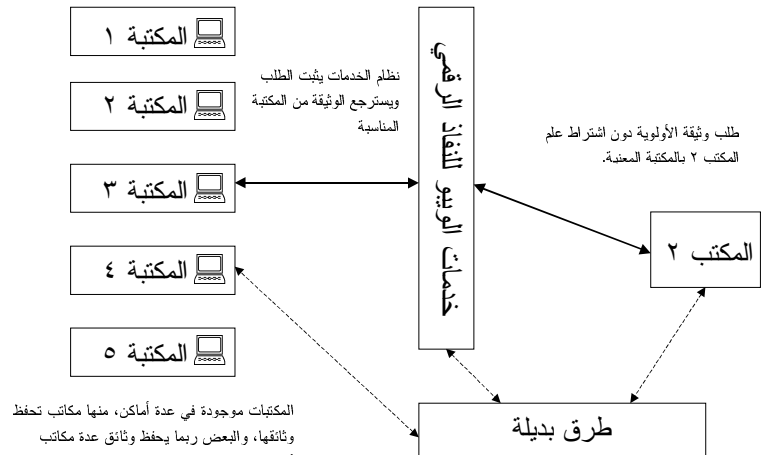 المكتبة ١
المكتبة ٢
المكتبة ٣
المكتبة ٤
المكتبة ٥
نظام الخدمات يثبت الطلب
ويسترجع الوثيقة من المكتبة
المناسبة
خدمات الويبو للنفاذ الرقمي
طلب وثيقة الأولوية دون اشتراط علم
المكتب ٢ بالمكتبة المعنية.
المكتب ٢
طرق بديلة
المكتبات موجودة في عدة أماكن، منها مكاتب تحفظ
وثائقها، والبعض ربما يحفظ وثائق عدة مكاتب